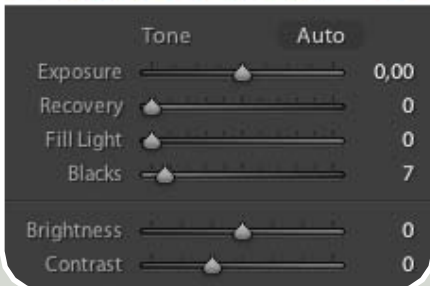 Tone Auto
Exposure 0,00
Recovery 0
Fill Light 0
Blacks 7
Brightness 0
Contrast 0